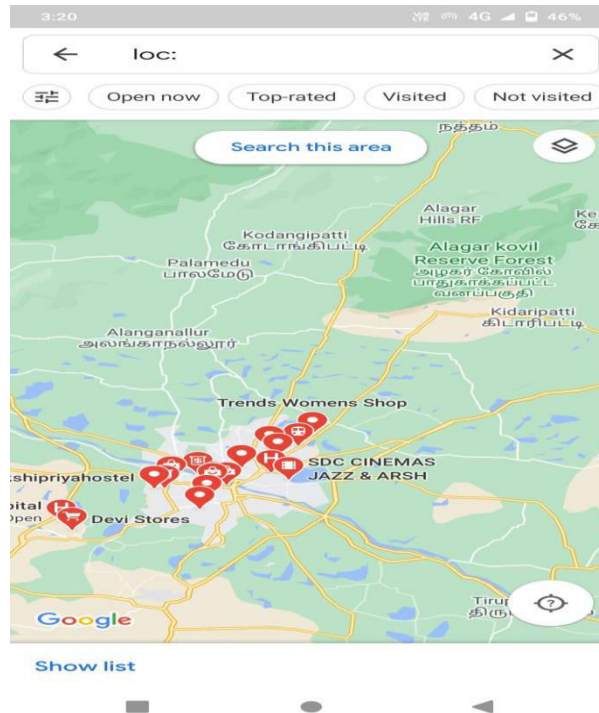 3:20
4G 46%
loc:
Open now Top-rated Visited Not visited
Search this area
நத்தம்
Alagar
Hills RF
Kodangipatti
கோடாங்கிபட்டி
Palamedu
பாலமேடு
Alagar kovil
Reserve Forest
அழகர் கோவில்
பாதுகாக்கப்பட்ட
வனப்பகுதி
Kidaripatti
கிடாரிபட்டி
Alanganallur
அலங்காநல்லூர்
Trends Womens Shop
SDC CINEMAS
JAZZ & ARSH
kshipriyahostel
pital
Open
Devi Stores
Google
Show list